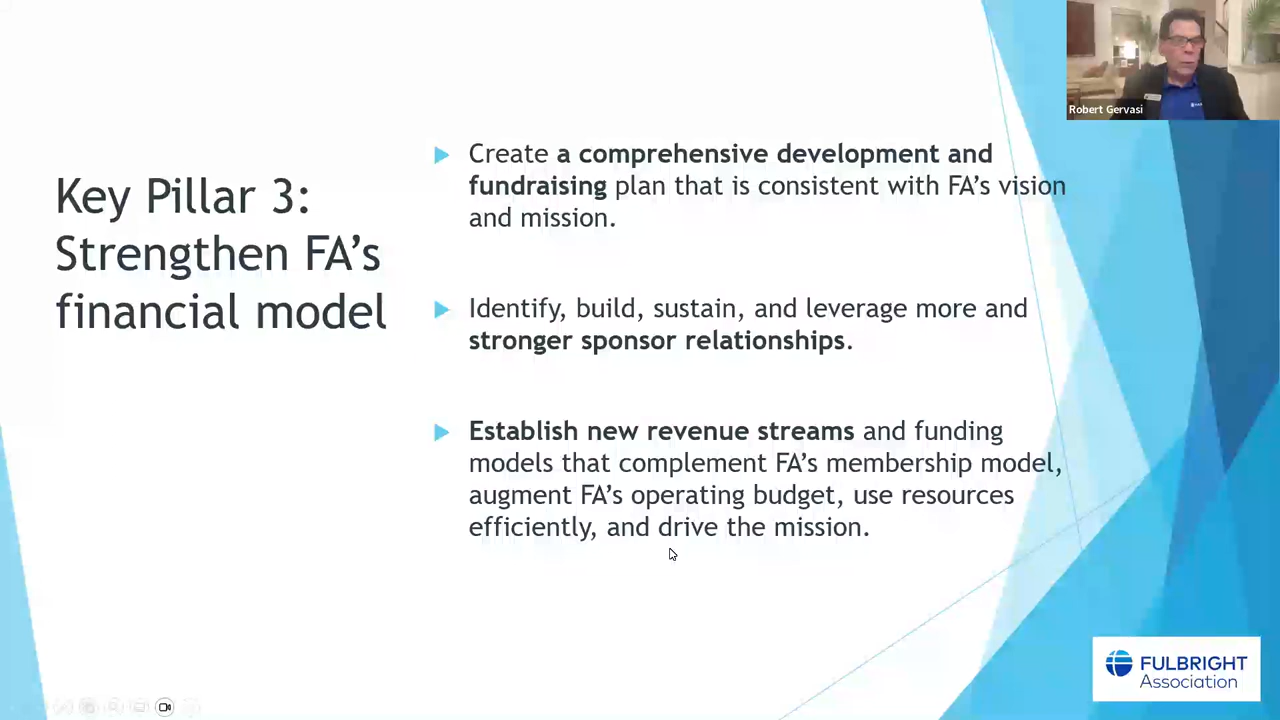 Robert Gervasi
Key Pillar 3:
Strengthen FA’s
financial model
Create a comprehensive development and
fundraising plan that is consistent with FA’s vision
and mission.
Identify, build, sustain, and leverage more and
stronger sponsor relationships.
Establish new revenue streams and funding
models that complement FA’s membership model,
augment FA’s operating budget, use resources
efficiently, and drive the mission.
FULBRIGHT
Association